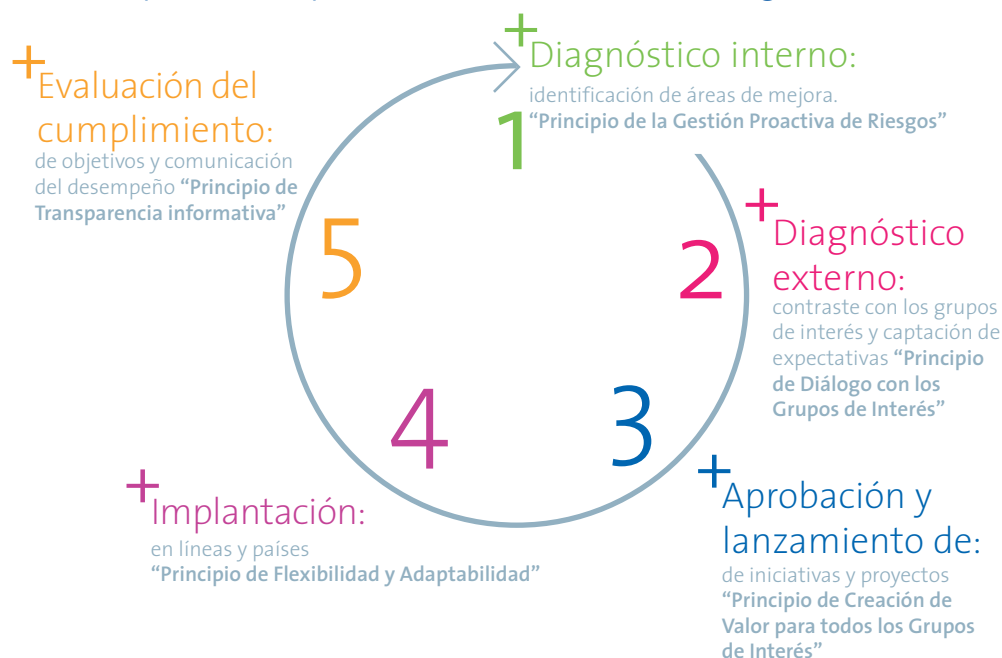 +
Diagnóstico interno:
identificación de áreas de mejora.
“Principio de la Gestión Proactiva de Riesgos”
1
+
Diagnóstico
externo:
contraste con los grupos
de interés y captación de
expectativas “Principio
de Diálogo con los
Grupos de Interés”
2
+
Aprobación y
lanzamiento de:
de iniciativas y proyectos
“Principio de Creación de
Valor para todos los Grupos
de Interés”
3
+
Implantación:
en líneas y países
“Principio de Flexibilidad y Adaptabilidad”
4
+
Evaluación del
cumplimiento:
de objetivos y comunicación
del desempeño “Principio de
Transparencia informativa”
5